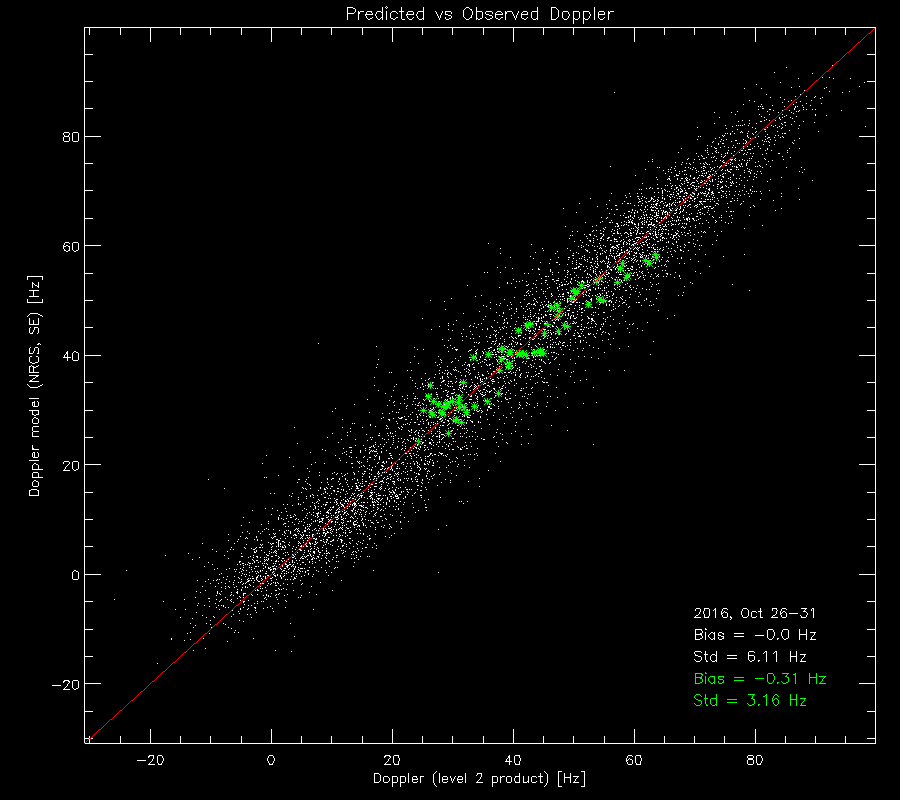 Predicted vs Observed Doppler
80
60
40
20
0
-20
Doppler model (NRCS, SE) [Hz]
2016, Oct 26-31
Bias = -0.0 Hz
Std = 6.11 Hz
Bias = -0.31 Hz
Std = 3.16 Hz
-20 0 20 40 60 80
Doppler (level 2 product) [Hz]